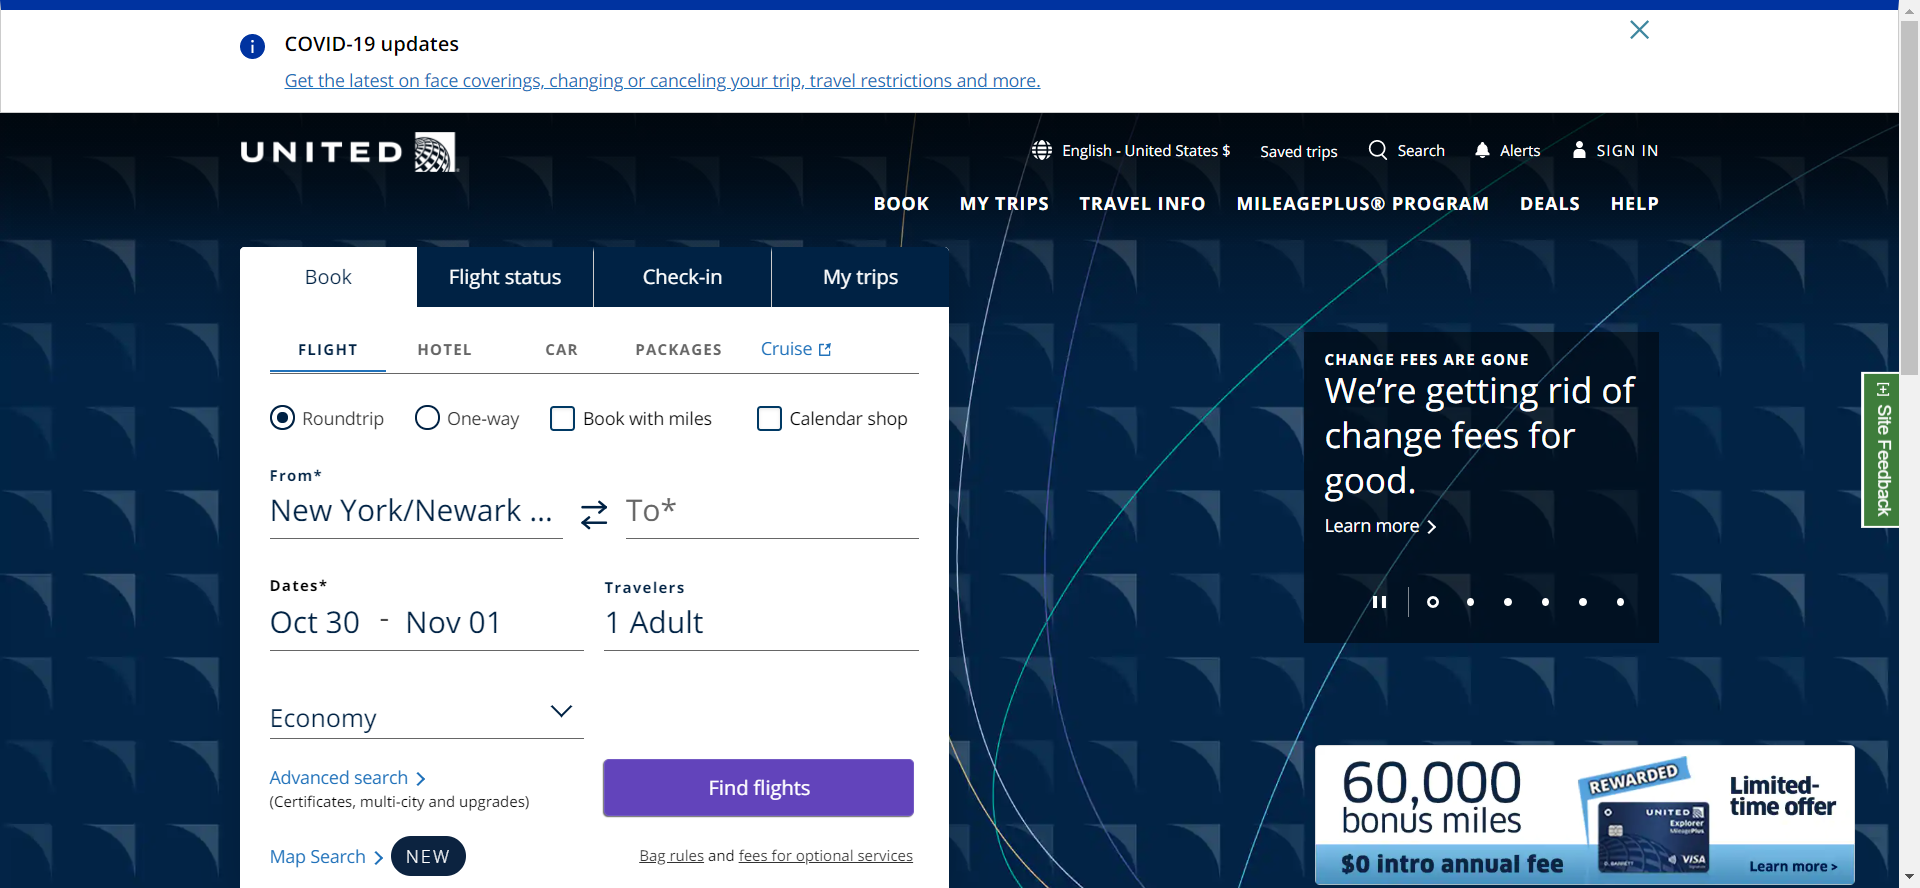 COVID-19 updates
Get the latest on face coverings, changing or canceling your trip, travel restrictions and more.
UNITED
English - United States $
Saved trips
Search
Alerts
SIGN IN
BOOK
MY TRIPS
TRAVEL INFO
MILEAGEPLUS® PROGRAM
DEALS
HELP
Book
Flight status
Check-in
My trips
FLIGHT
HOTEL
CAR
PACKAGES
Cruise
Roundtrip
One-way
Book with miles
Calendar shop
From*
New York/Newark ...
To*
Dates*
Oct 30 - Nov 01
Travelers
1 Adult
Economy
Advanced search
(Certificates, multi-city and upgrades)
Find flights
Map Search
NEW
Bag rules and fees for optional services
CHANGE FEES ARE GONE
We're getting rid of
change fees for
good.
Learn more
[+] Site Feedback
60,000
bonus miles
$0 intro annual fee
REWARDED
UNITED
Explorer
MileagePlus
VISA
Limited-
time offer
Learn more >